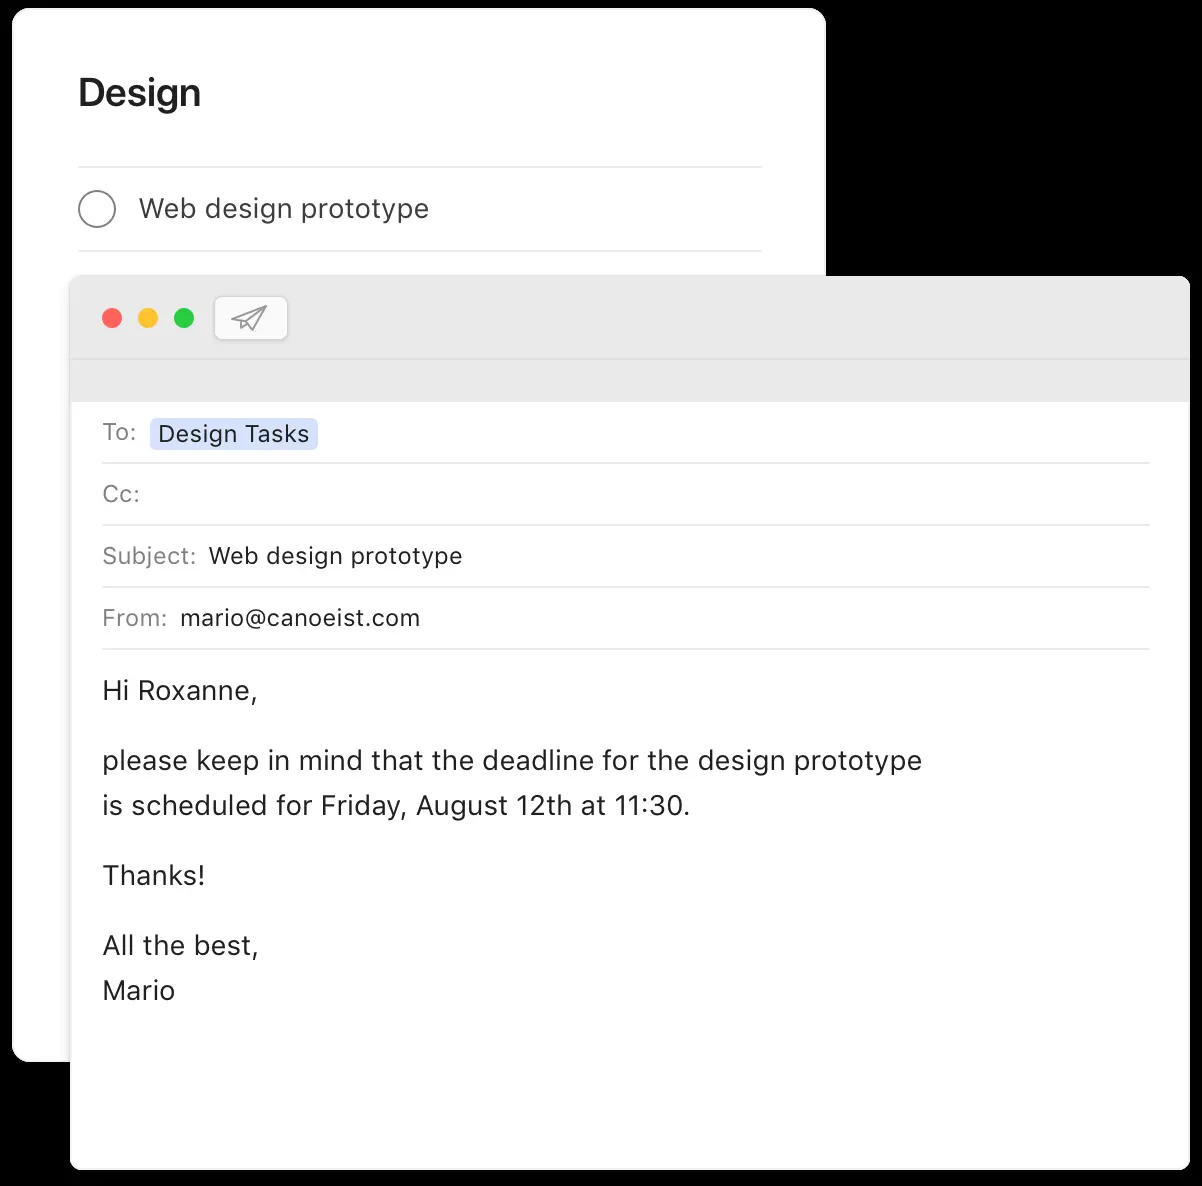 Design
Web design prototype
To: Design Tasks
Cc:
Subject: Web design prototype
From: mario@canoeist.com
Hi Roxanne,
please keep in mind that the deadline for the design prototype
is scheduled for Friday, August 12th at 11:30.
Thanks!
All the best,
Mario